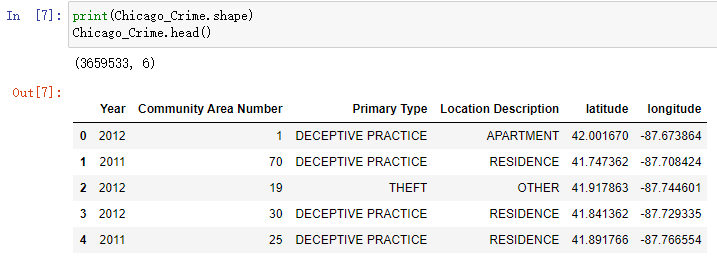 In [7]: print(Chicago_Crime.shape)
Chicago_Crime.head()
(3659533, 6)
Out[7]:
Year Community Area Number Primary Type Location Description latitude longitude
0 2012 1 DECEPTIVE PRACTICE APARTMENT 42.001670 -87.673864
1 2011 70 DECEPTIVE PRACTICE RESIDENCE 41.747362 -87.708424
2 2012 19 THEFT OTHER 41.917863 -87.744601
3 2012 30 DECEPTIVE PRACTICE RESIDENCE 41.841362 -87.729335
4 2011 25 DECEPTIVE PRACTICE RESIDENCE 41.891766 -87.766554